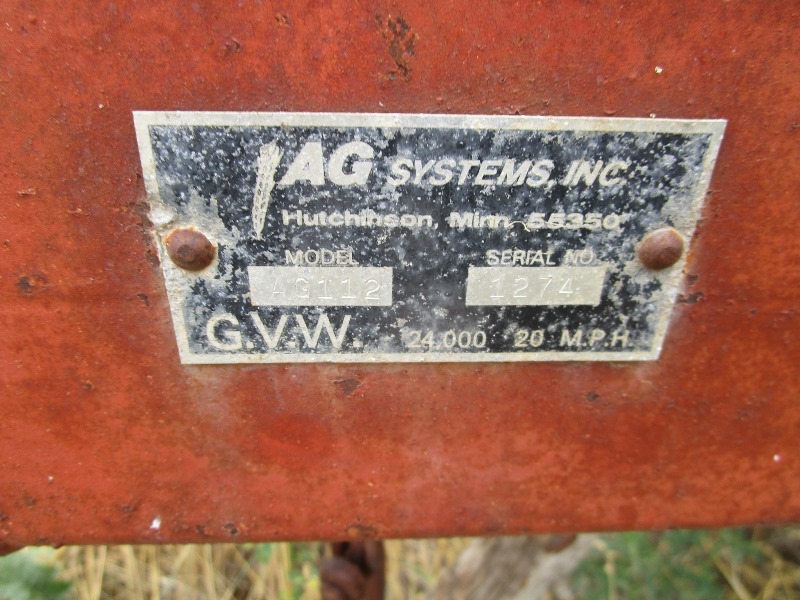 AG SYSTEMS, INC
Hutchinson, Minn. 55350
MODEL SERIAL NO.
AG112 1274
G.V.W. 24,000 20 M.P.H.